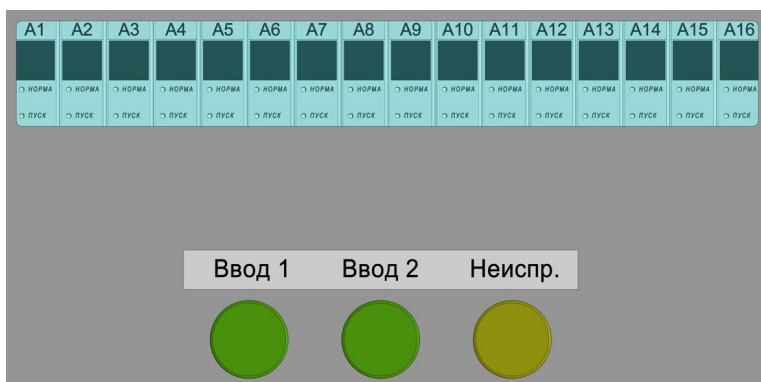 A1 A2 A3 A4 A5 A6 A7 A8 A9 A10 A11 A12 A13 A14 A15 A16
НОРМА НОРМА НОРМА НОРМА НОРМА НОРМА НОРМА НОРМА НОРМА НОРМА НОРМА НОРМА НОРМА НОРМА НОРМА НОРМА
ПУСК ПУСК ПУСК ПУСК ПУСК ПУСК ПУСК ПУСК ПУСК ПУСК ПУСК ПУСК ПУСК ПУСК ПУСК ПУСК
Ввод 1 Ввод 2 Неиспр.